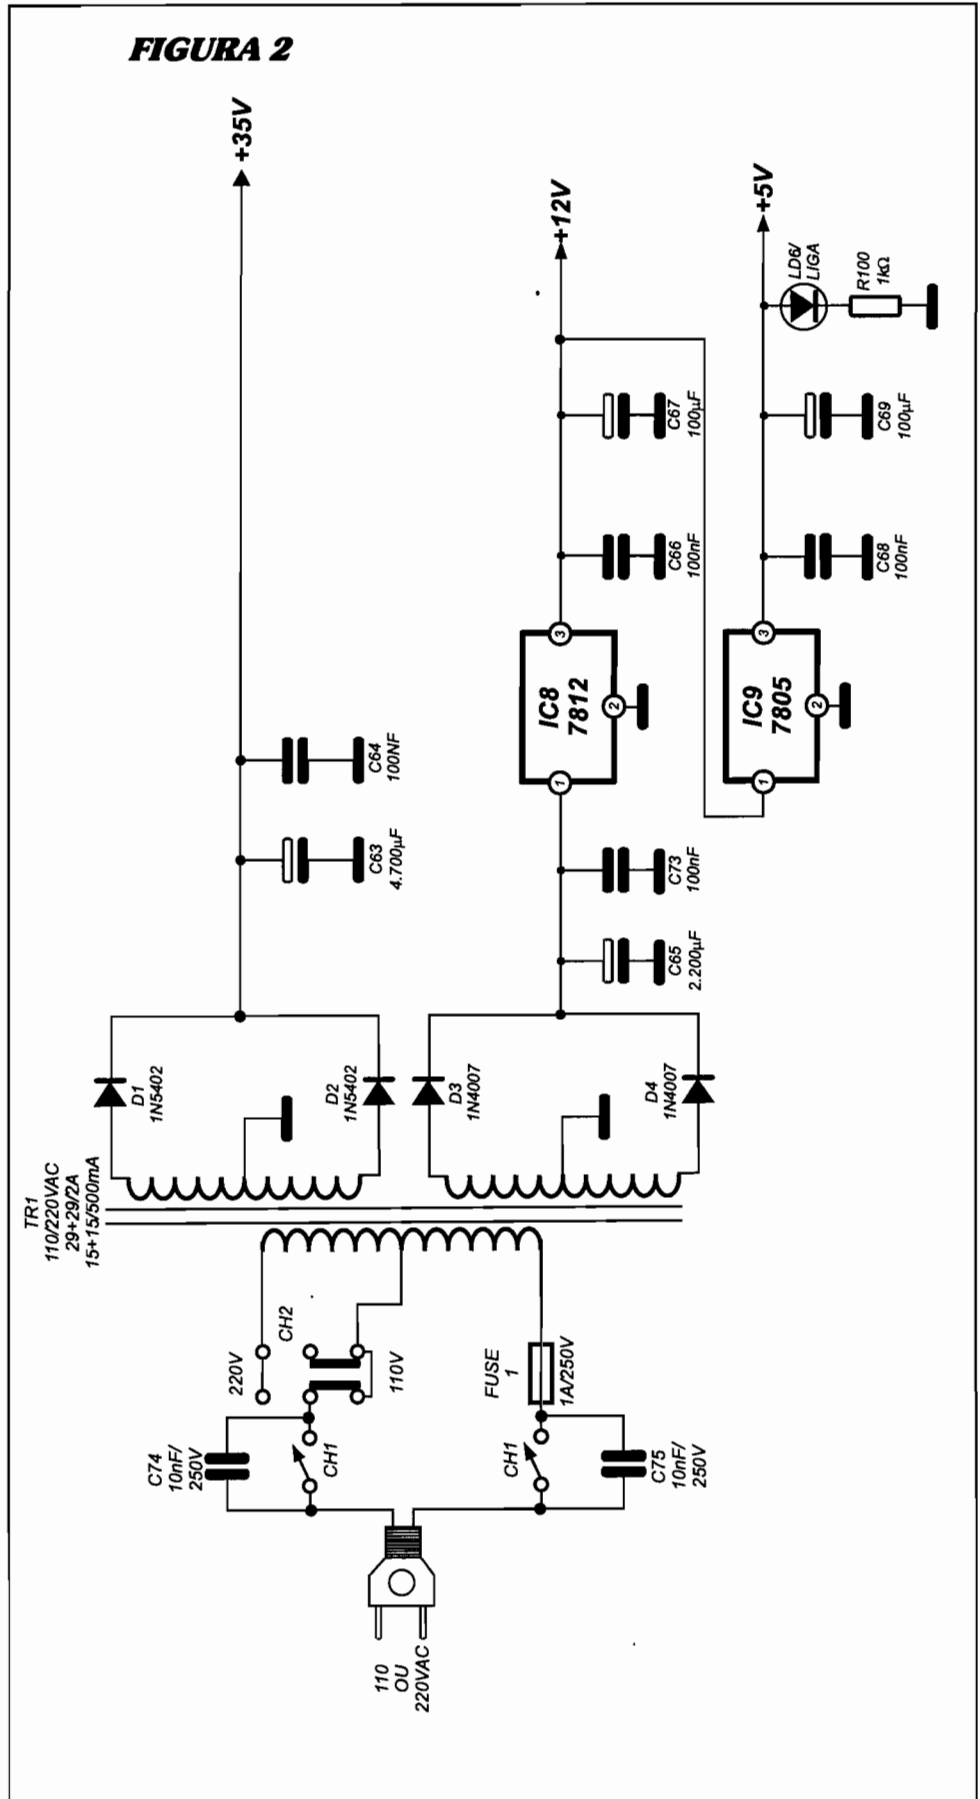 FIGURA 2
+35V
+12V
+5V
LD6/
LIGA
R100
1kΩ
C67
100µF
C69
100µF
C66
100nF
C68
100nF
3
IC8
7812
2
1
3
IC9
7805
2
1
C64
100NF
C63
4.700µF
C73
100nF
C65
2.200µF
D1
1N5402
D2
1N5402
D3
1N4007
D4
1N4007
TR1
110/220VAC
29+29/2A
15+15/500mA
220V
CH2
110V
FUSE
1
1A/250V
C74
10nF/
250V
CH1
CH1
C75
10nF/
250V
110
OU
220VAC